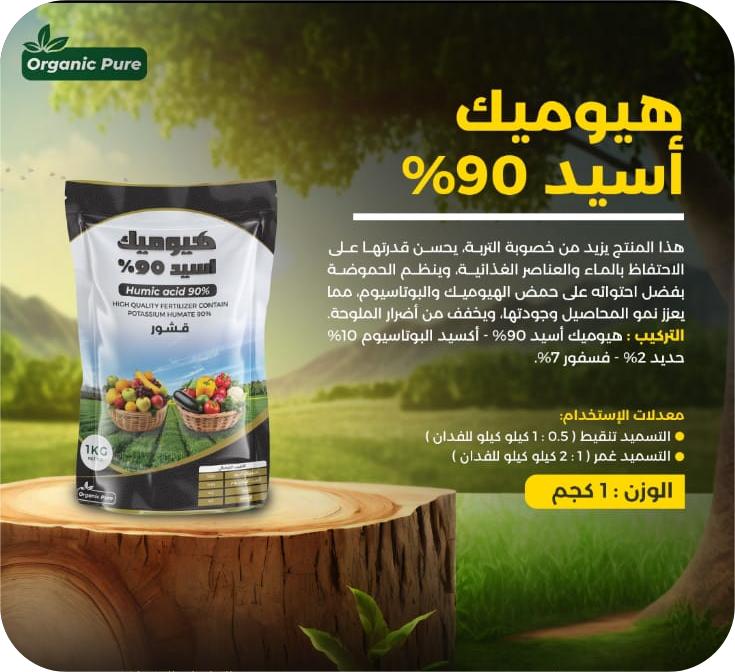 Organic Pure
هيوميك
أسيد 90%
هذا المنتج يزيد من خصوبة التربة، يحسن قدرتها على
الاحتفاظ بالماء والعناصر الغذائية، وينظم الحموضة
بفضل احتوائه على حمض الهيوميك والبوتاسيوم، مما
يعزز نمو المحاصيل وجودتها، ويخفف من أضرار الملوحة.
التركيب : هيوميك أسيد 90% - أكسيد البوتاسيوم 10%
حديد 2% - فسفور 7%.
معدلات الإستخدام:
التسميد تنقيط ( 0.5 : 1 كيلو كيلو للفدان )
التسميد غمر ( 1 : 2 كيلو كيلو للفدان )
الوزن : 1 كجم
هيوميك
اسيد 90%
Humic acid 90%
HIGH QUALITY FERTILIZER CONTAIN
POTASSIUM HUMATE 90%
قشور
1KG
Organic Pure